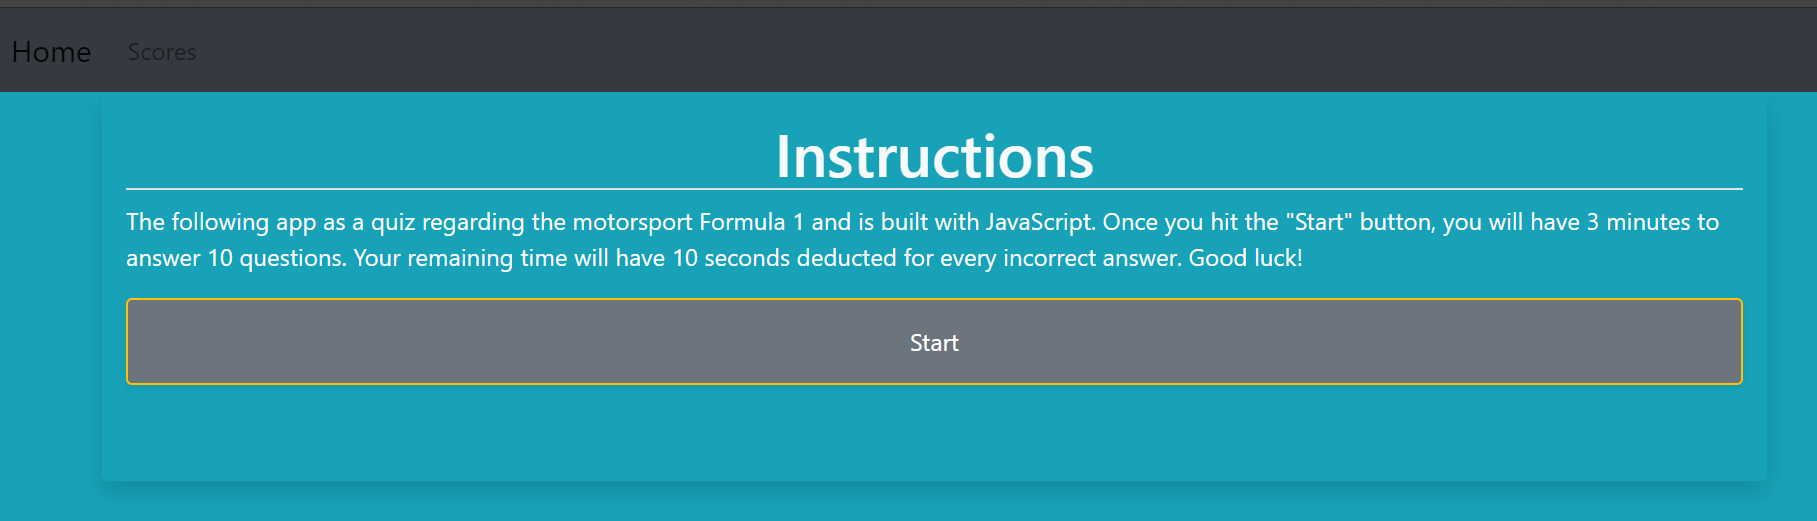 Home Scores
Instructions
The following app as a quiz regarding the motorsport Formula 1 and is built with JavaScript. Once you hit the "Start" button, you will have 3 minutes to
answer 10 questions. Your remaining time will have 10 seconds deducted for every incorrect answer. Good luck!
Start